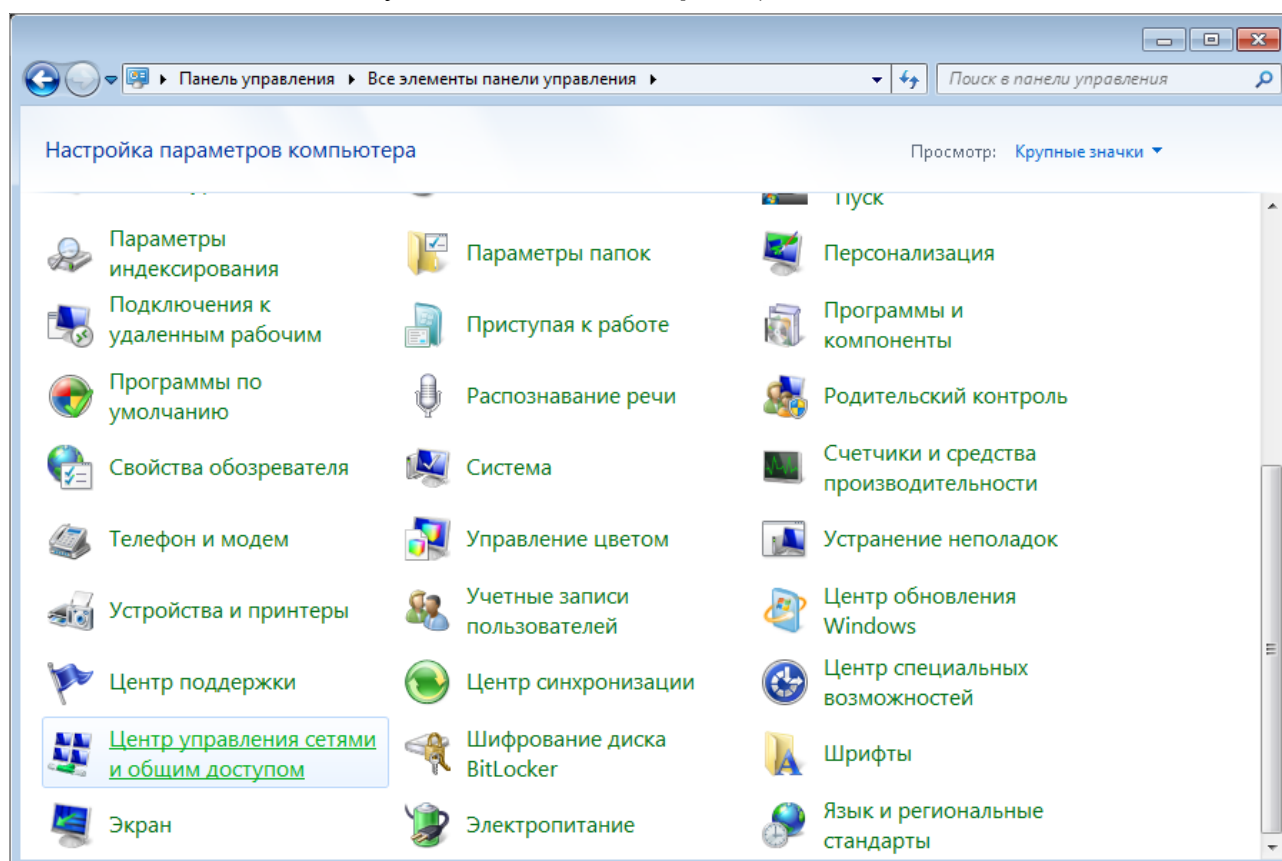 Панель управления ▸ Все элементы панели управления ▸
Поиск в панели управления
Настройка параметров компьютера
Просмотр: Крупные значки
Пуск
Параметры
индексирования
Параметры папок
Персонализация
Подключения к
удаленным рабочим
Приступая к работе
Программы и
компоненты
Программы по
умолчанию
Распознавание речи
Родительский контроль
Свойства обозревателя
Система
Счетчики и средства
производительности
Телефон и модем
Управление цветом
Устранение неполадок
Устройства и принтеры
Учетные записи
пользователей
Центр обновления
Windows
Центр поддержки
Центр синхронизации
Центр специальных
возможностей
Центр управления сетями
и общим доступом
Шифрование диска
BitLocker
Шрифты
Экран
Электропитание
Язык и региональные
стандарты